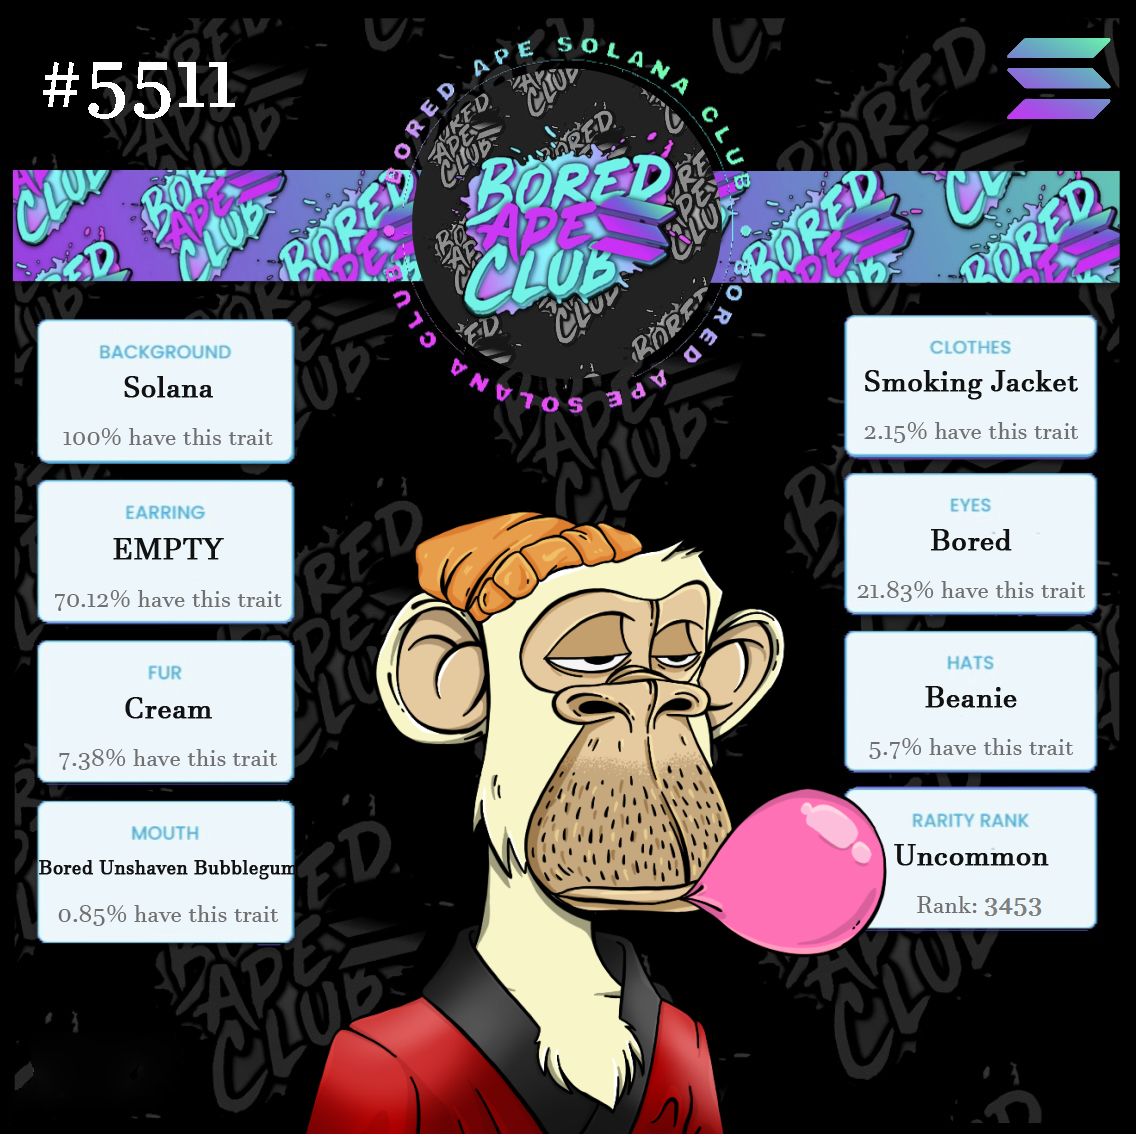 #5511
BORED APE SOLANA CLUB
BORED APE SOLANA CLUB
BORED
APE
CLUB
BACKGROUND
Solana
100% have this trait
EARRING
EMPTY
70.12% have this trait
FUR
Cream
7.38% have this trait
MOUTH
Bored Unshaven Bubblegum
0.85% have this trait
CLOTHES
Smoking Jacket
2.15% have this trait
EYES
Bored
21.83% have this trait
HATS
Beanie
5.7% have this trait
RARITY RANK
Uncommon
Rank: 3453